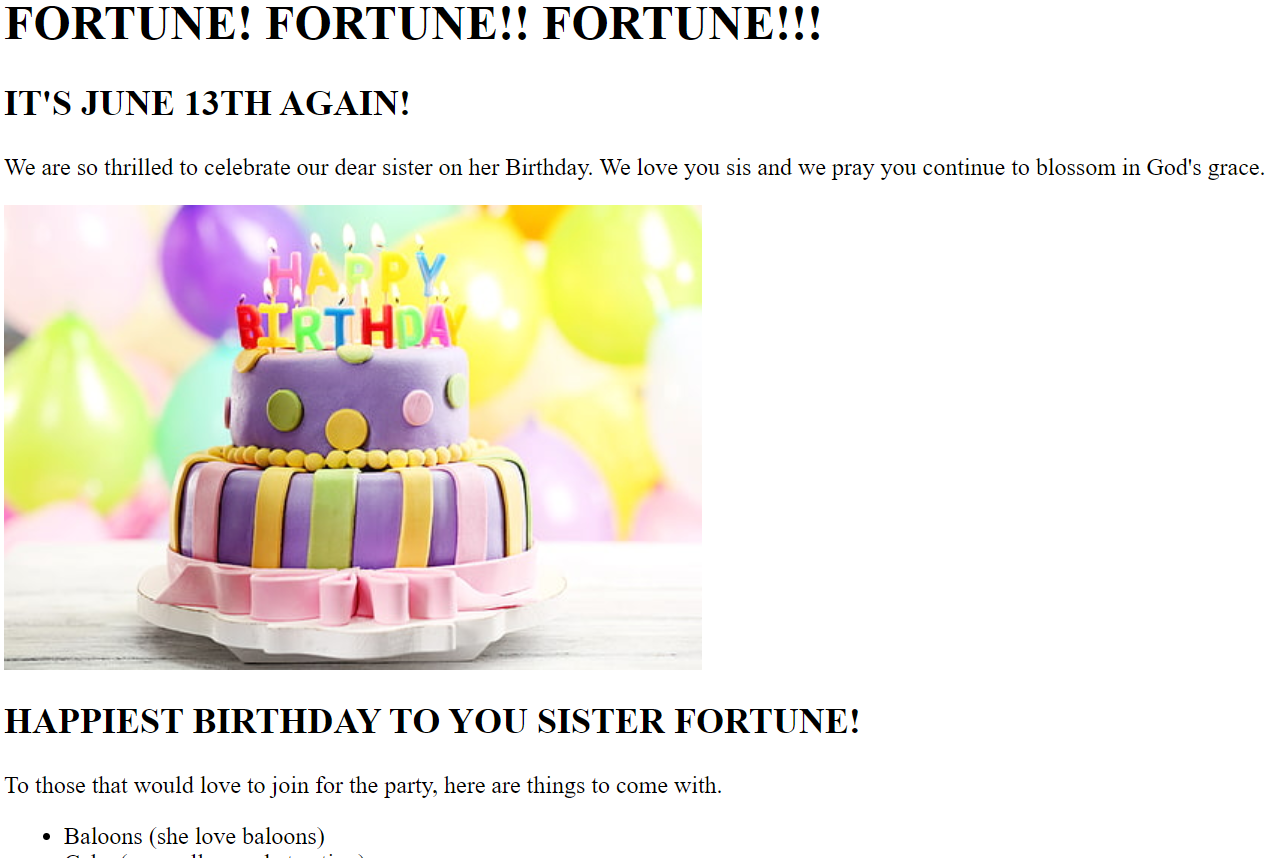 FORTUNE! FORTUNE!! FORTUNE!!!
IT'S JUNE 13TH AGAIN!
We are so thrilled to celebrate our dear sister on her Birthday. We love you sis and we pray you continue to blossom in God's grace.
HAPPY
BIRTHDAY
HAPPIEST BIRTHDAY TO YOU SISTER FORTUNE!
To those that would love to join for the party, here are things to come with.
Baloons (she love baloons)